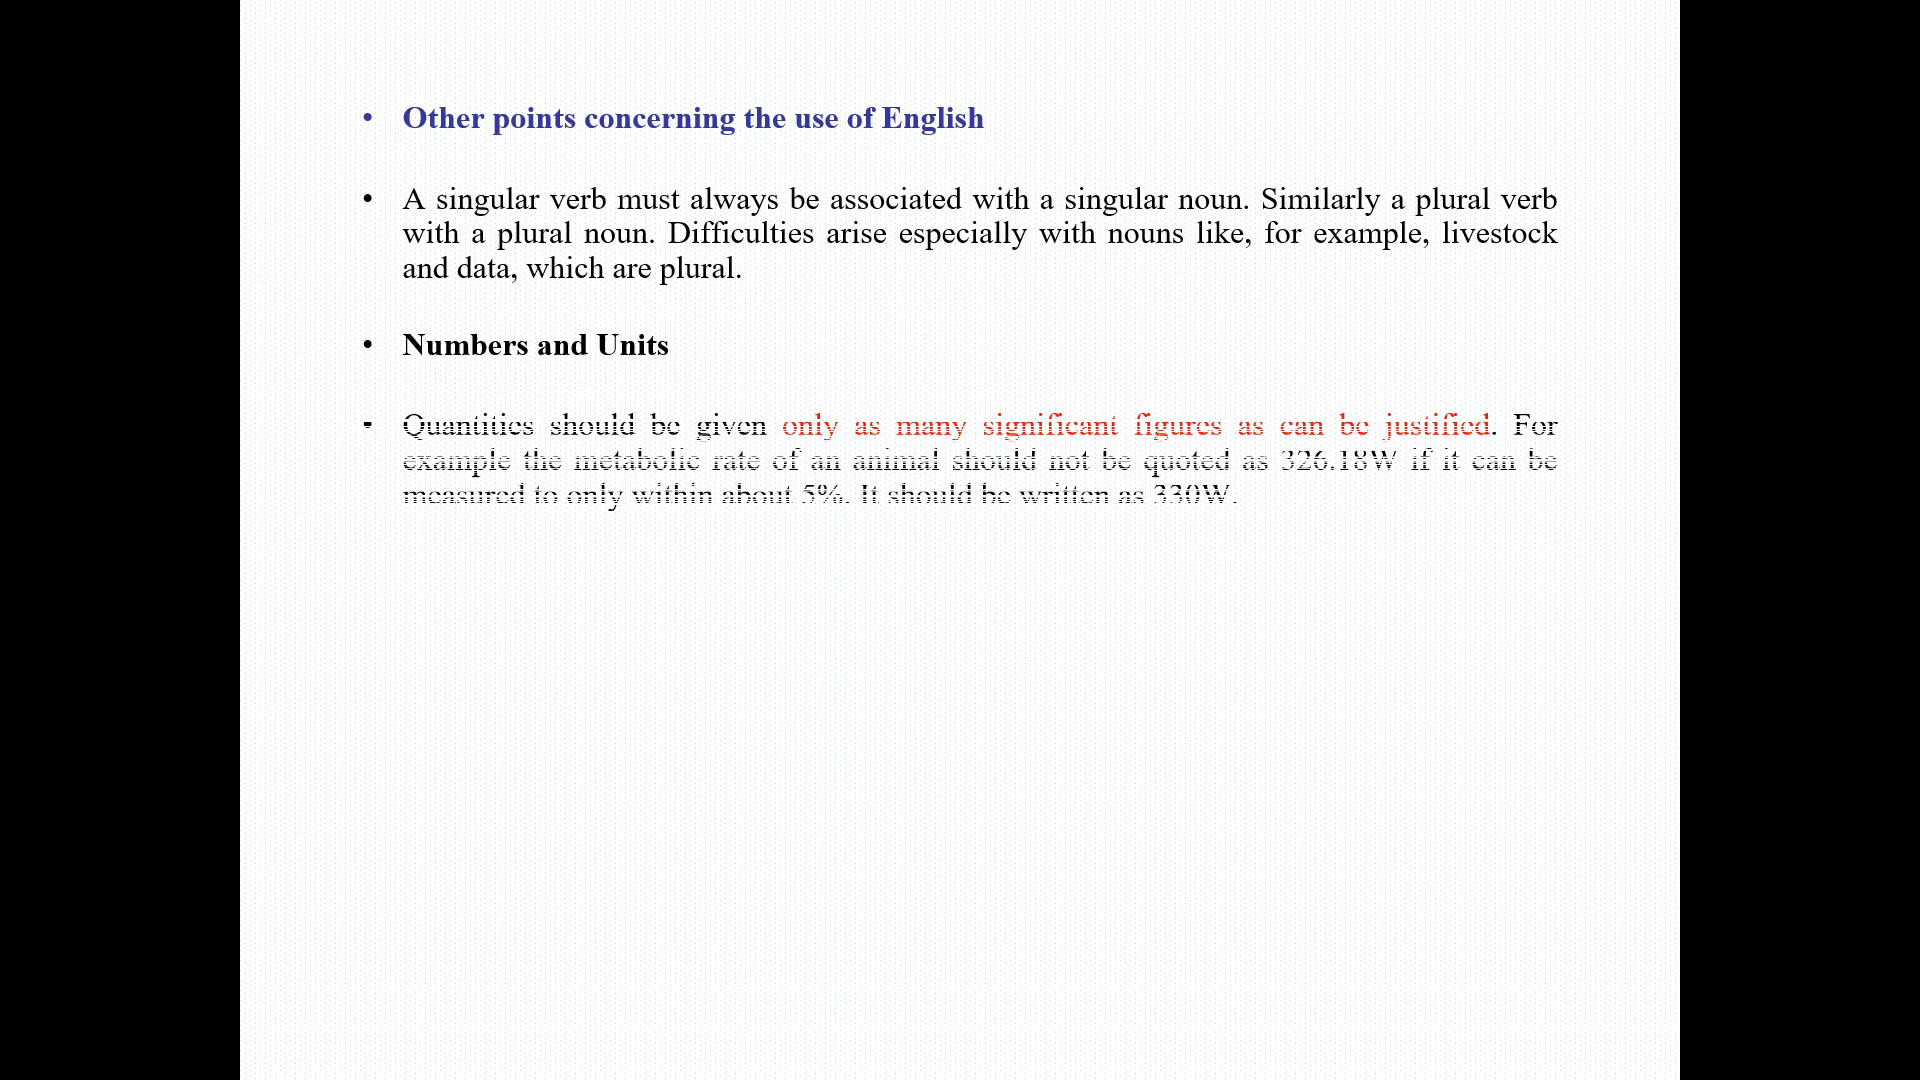 • Other points concerning the use of English
• A singular verb must always be associated with a singular noun. Similarly a plural verb
with a plural noun. Difficulties arise especially with nouns like, for example, livestock
and data, which are plural.
• Numbers and Units
• Quantities should be given only as many significant figures as can be justified. For
example the metabolic rate of an animal should not be quoted as 326.18W if it can be
measured to only within about 5%. It should be written as 330W.